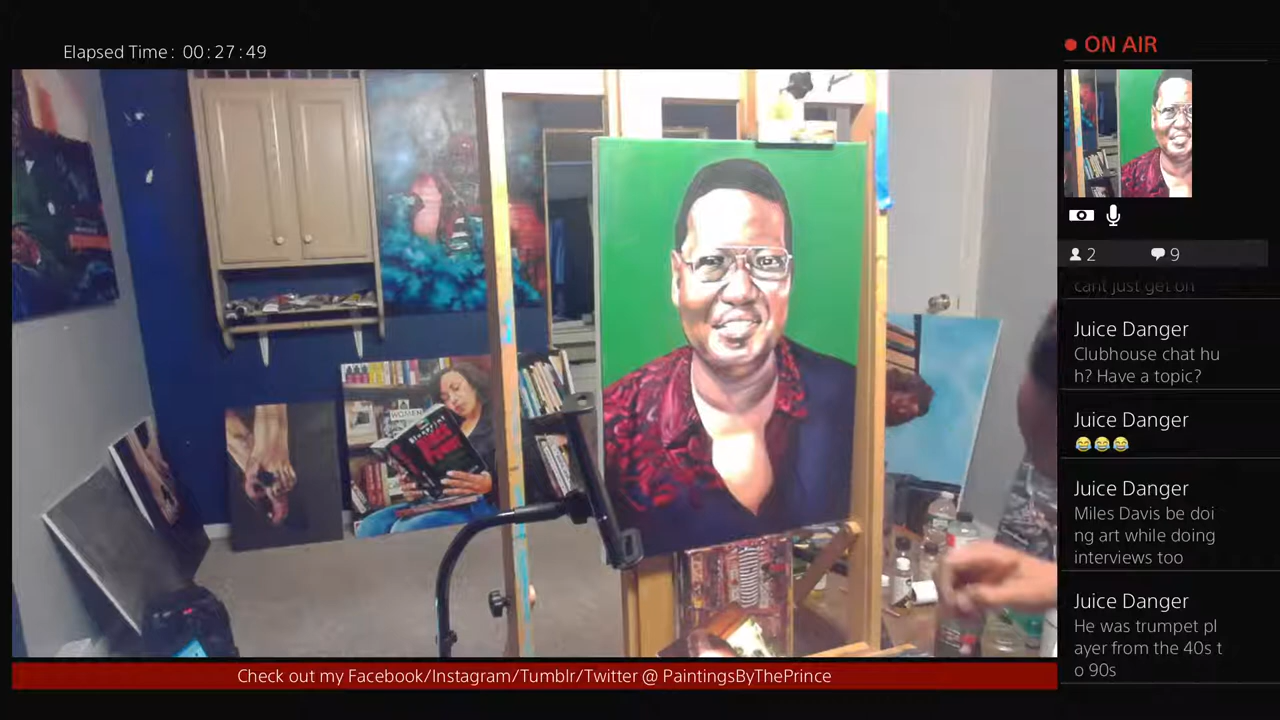 Elapsed Time: 00:27:49
ON AIR
2
9
cant just get on
Juice Danger
Clubhouse chat hu
h? Have a topic?
Juice Danger
😂😂😂
Juice Danger
Miles Davis be doi
ng art while doing
interviews too
Juice Danger
He was trumpet pl
ayer from the 40s t
o 90s
WOMEN
Check out my Facebook/Instagram/Tumblr/Twitter @ PaintingsByThePrince